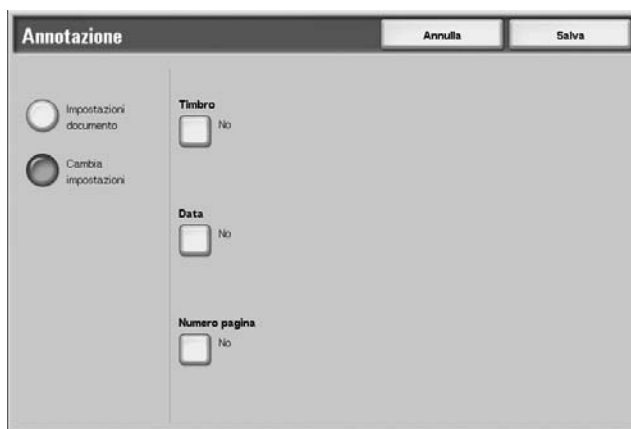 Annotazione
Annulla
Salva
Impostazioni
documento
Cambia
impostazioni
Timbro
No
Data
No
Numero pagina
No